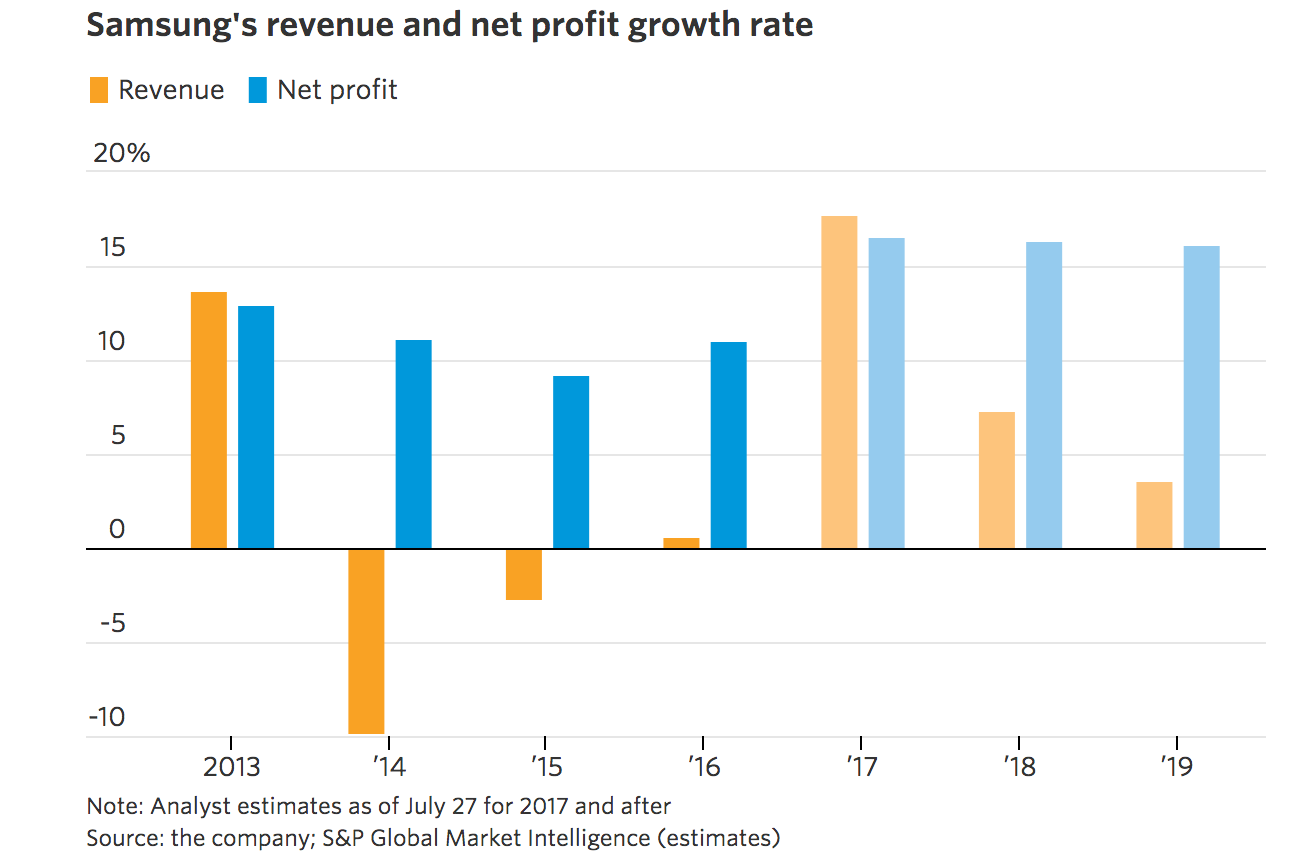 Samsung's revenue and net profit growth rate
Revenue Net profit
20%
15
10
5
0
-5
-10
2013 ’14 ’15 ’16 ’17 ’18 ’19
Note: Analyst estimates as of July 27 for 2017 and after
Source: the company; S&P Global Market Intelligence (estimates)